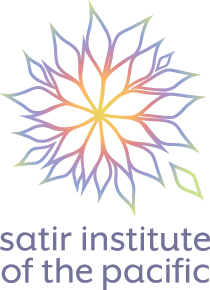 satir institute
of the pacific